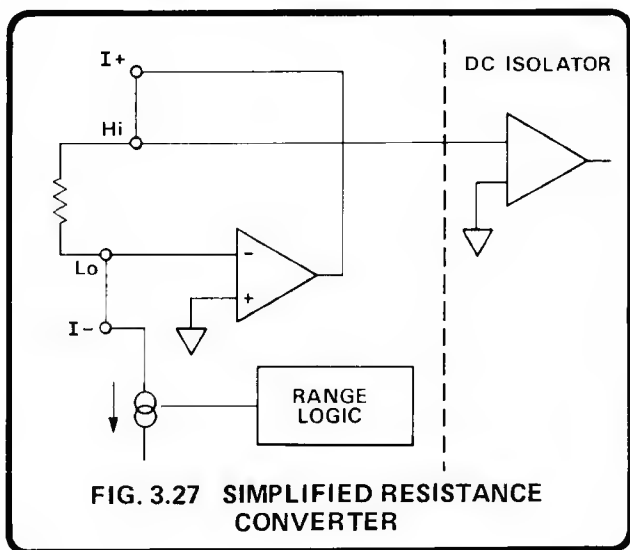 I+
DC ISOLATOR
Hi
Lo
-
+
I-
RANGE
LOGIC
FIG. 3.27 SIMPLIFIED RESISTANCE
CONVERTER